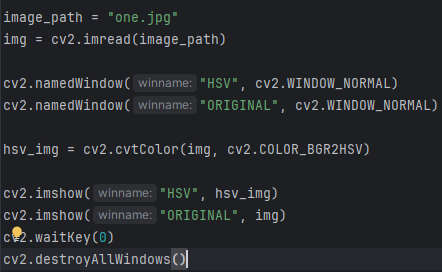 image_path = "one.jpg"
img = cv2.imread(image_path)
cv2.namedWindow( winname: "HSV", cv2.WINDOW_NORMAL)
cv2.namedWindow( winname: "ORIGINAL", cv2.WINDOW_NORMAL)
hsv_img = cv2.cvtColor(img, cv2.COLOR_BGR2HSV)
cv2.imshow( winname: "HSV", hsv_img)
cv2.imshow( winname: "ORIGINAL", img)
cv2.waitKey(0)
cv2.destroyAllWindows()